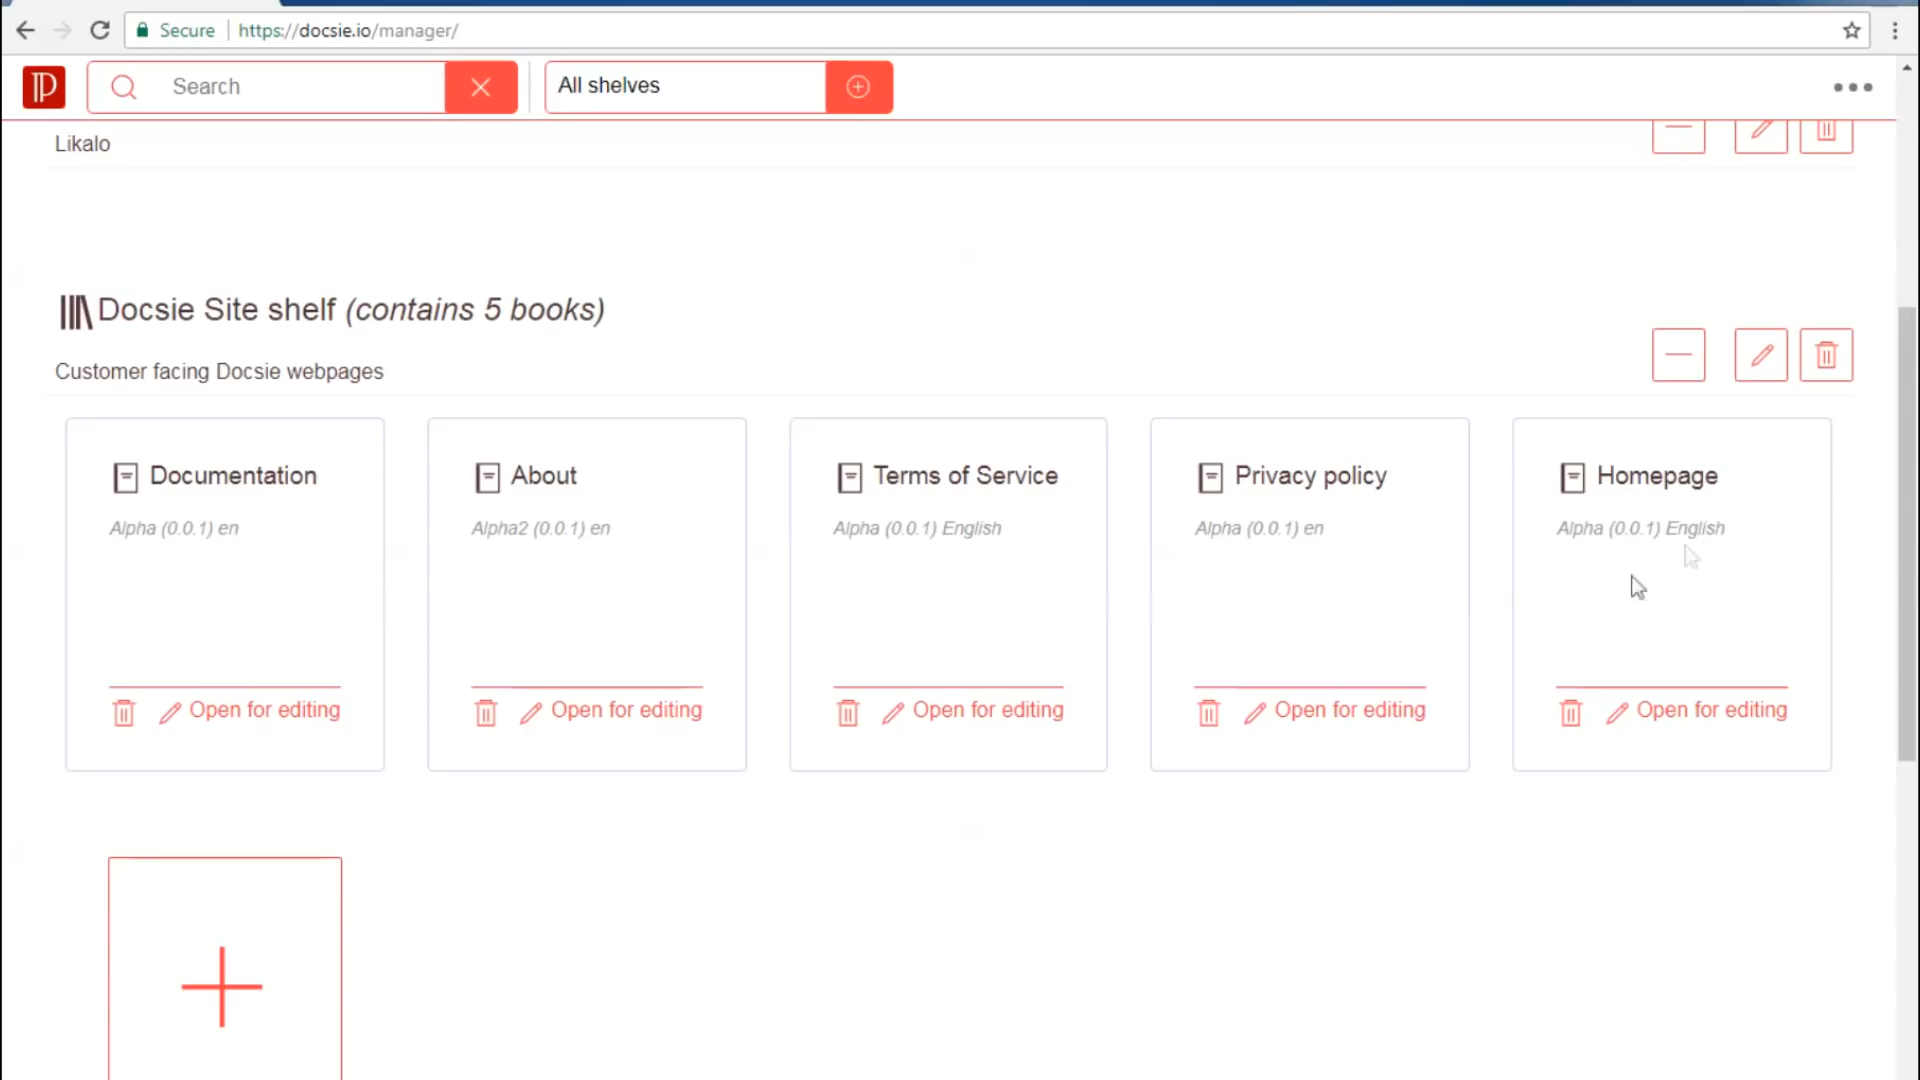 Secure
https://docsie.io/manager/
Search
All shelves
Likalo
Docsie Site shelf (contains 5 books)
Customer facing Docsie webpages
Documentation
Alpha (0.0.1) en
Open for editing
About
Alpha2 (0.0.1) en
Open for editing
Terms of Service
Alpha (0.0.1) English
Open for editing
Privacy policy
Alpha (0.0.1) en
Open for editing
Homepage
Alpha (0.0.1) English
Open for editing